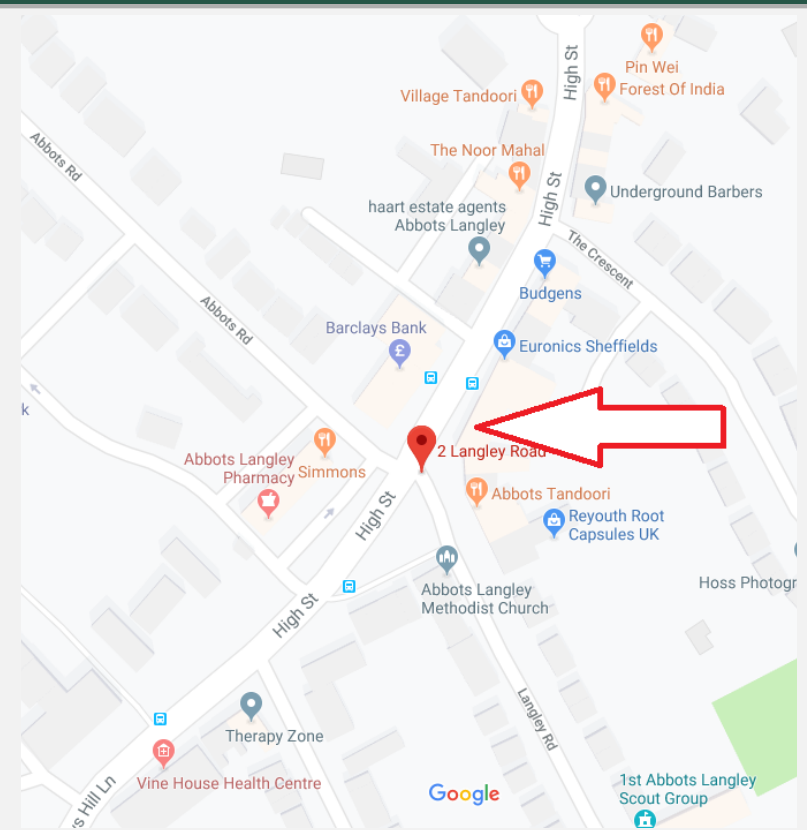 High St
Pin Wei
Forest Of India
Village Tandoori
Abbots Rd
The Noor Mahal
High St
Underground Barbers
haart estate agents
Abbots Langley
The Crescent
Budgens
Abbots Rd
Barclays Bank
£
Euronics Sheffields
k
2 Langley Road
Abbots Langley
Pharmacy
Simmons
Abbots Tandoori
High St
Reyouth Root
Capsules UK
Hoss Photogr
Abbots Langley
Methodist Church
High St
Langley Rd
Therapy Zone
Vine House Health Centre
s Hill Ln
Google
1st Abbots Langley
Scout Group